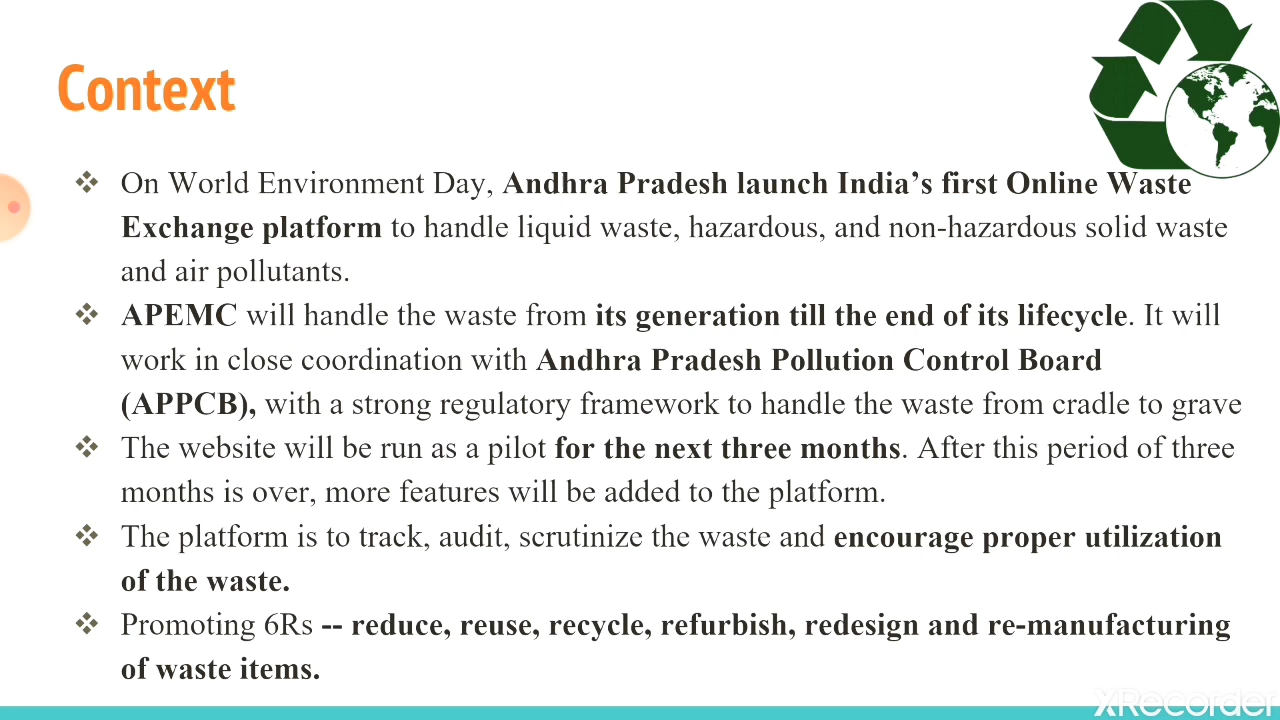 Context
❖ On World Environment Day, Andhra Pradesh launch India’s first Online Waste
Exchange platform to handle liquid waste, hazardous, and non-hazardous solid waste
and air pollutants.
❖ APEMC will handle the waste from its generation till the end of its lifecycle. It will
work in close coordination with Andhra Pradesh Pollution Control Board
(APPCB), with a strong regulatory framework to handle the waste from cradle to grave
❖ The website will be run as a pilot for the next three months. After this period of three
months is over, more features will be added to the platform.
❖ The platform is to track, audit, scrutinize the waste and encourage proper utilization
of the waste.
❖ Promoting 6Rs -- reduce, reuse, recycle, refurbish, redesign and re-manufacturing
of waste items.
XRecorder